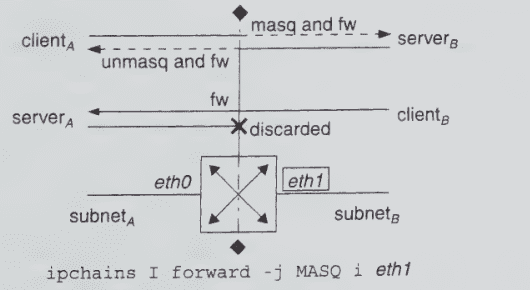 masq and fw
client_A
server_B
unmasq and fw
fw
server_A
client_B
discarded
eth0
eth1
subnet_A
subnet_B
ipchains I forward -j MASQ i eth1